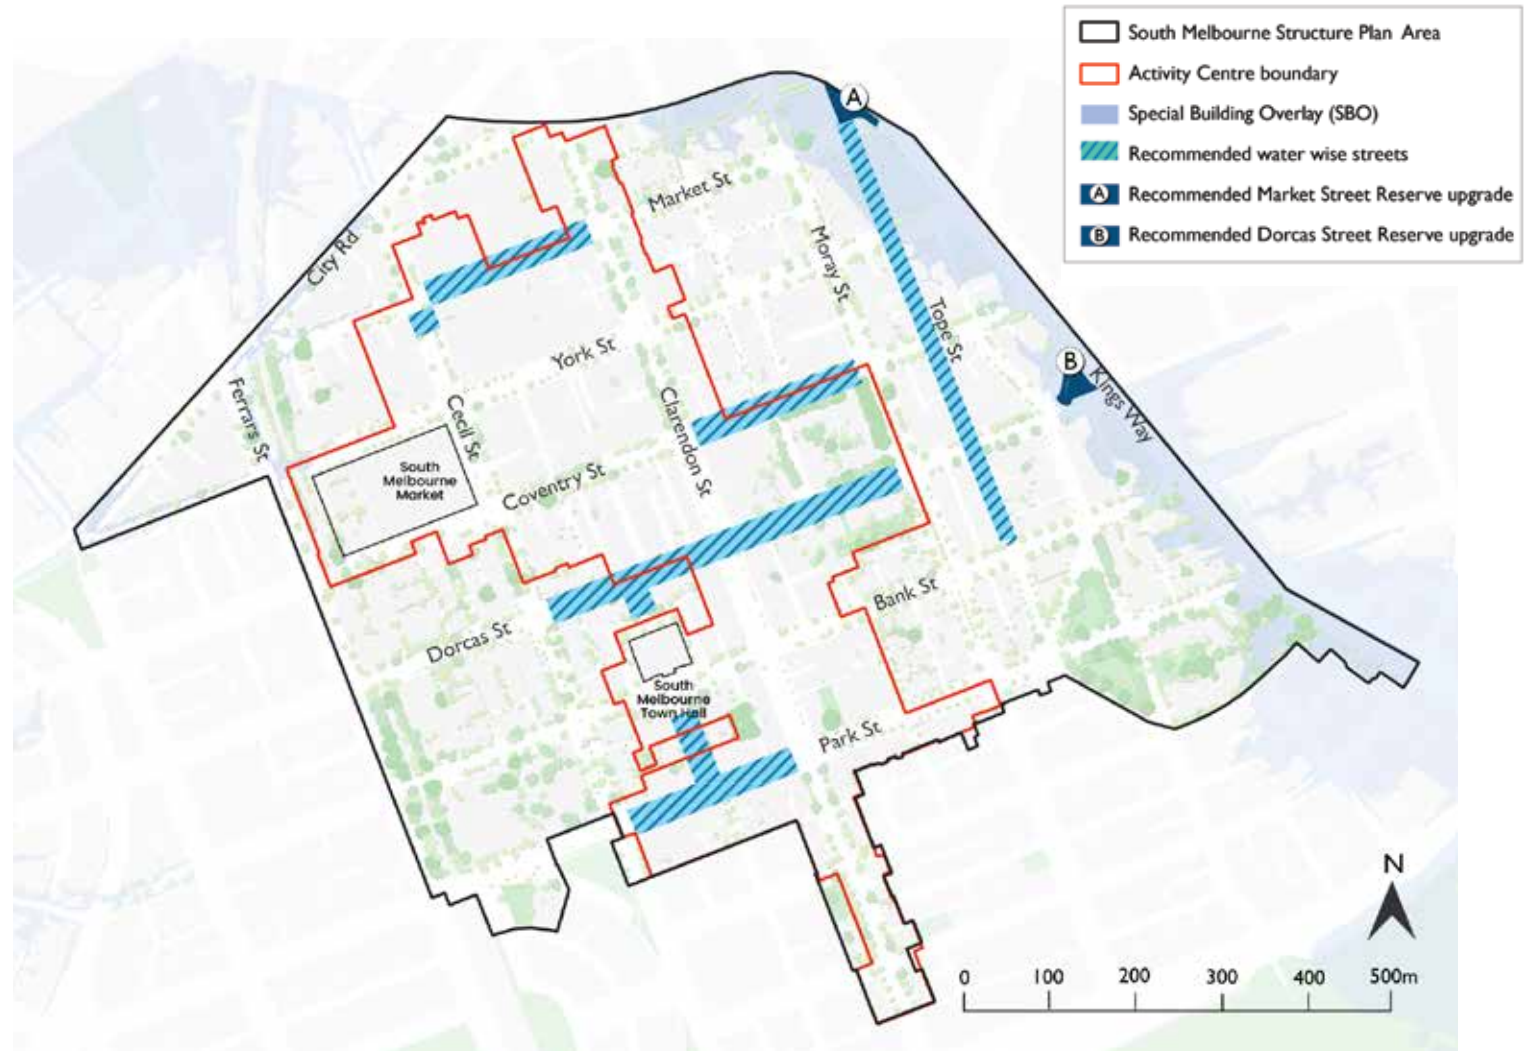 South Melbourne Structure Plan Area
Activity Centre boundary
Special Building Overlay (SBO)
Recommended water wise streets
A Recommended Market Street Reserve upgrade
B Recommended Dorcas Street Reserve upgrade
A
Market St
City Rd
Moray St
Tope St
York St
B
Kings Way
Ferrars St
Cecil St
Clarendon St
South
Melbourne
Market
Coventry St
Bank St
Dorcas St
South
Melbourne
Town Hall
Park St
N
0 100 200 300 400 500m